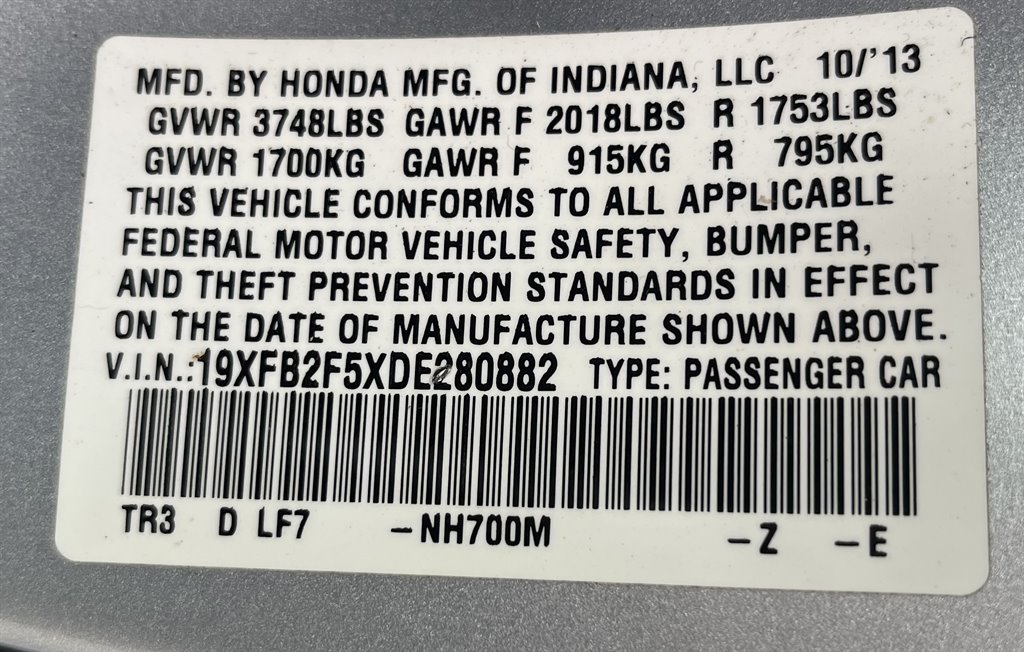 MFD. BY HONDA MFG. OF INDIANA, LLC 10/'13
GVWR 3748LBS GAWR F 2018LBS R 1753LBS
GVWR 1700KG GAWR F 915KG R 795KG
THIS VEHICLE CONFORMS TO ALL APPLICABLE
FEDERAL MOTOR VEHICLE SAFETY, BUMPER,
AND THEFT PREVENTION STANDARDS IN EFFECT
ON THE DATE OF MANUFACTURE SHOWN ABOVE.
V.I.N.:19XFB2F5XDE280882 TYPE: PASSENGER CAR
TR3 D LF7 –NH700M –Z –E